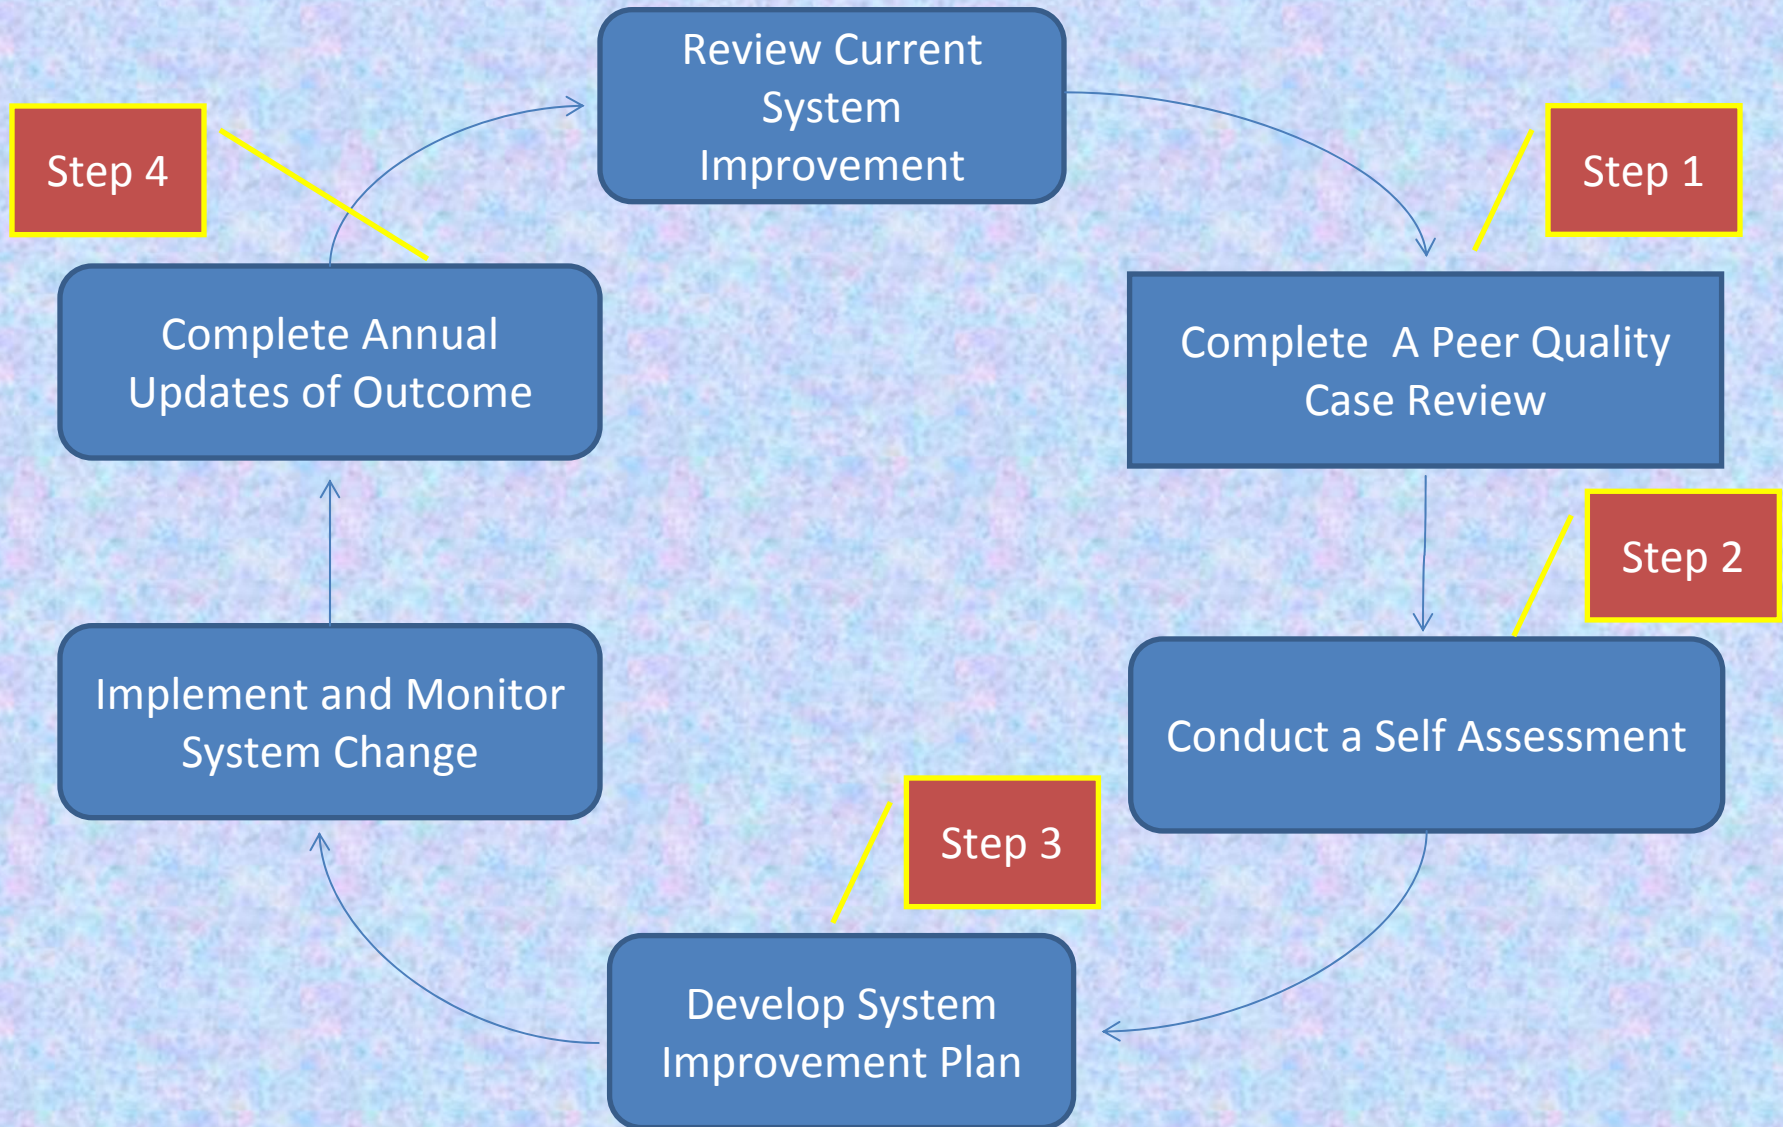 Review Current
System
Improvement
Step 4
Step 1
Complete Annual
Updates of Outcome
Complete A Peer Quality
Case Review
Step 2
Implement and Monitor
System Change
Conduct a Self Assessment
Step 3
Develop System
Improvement Plan